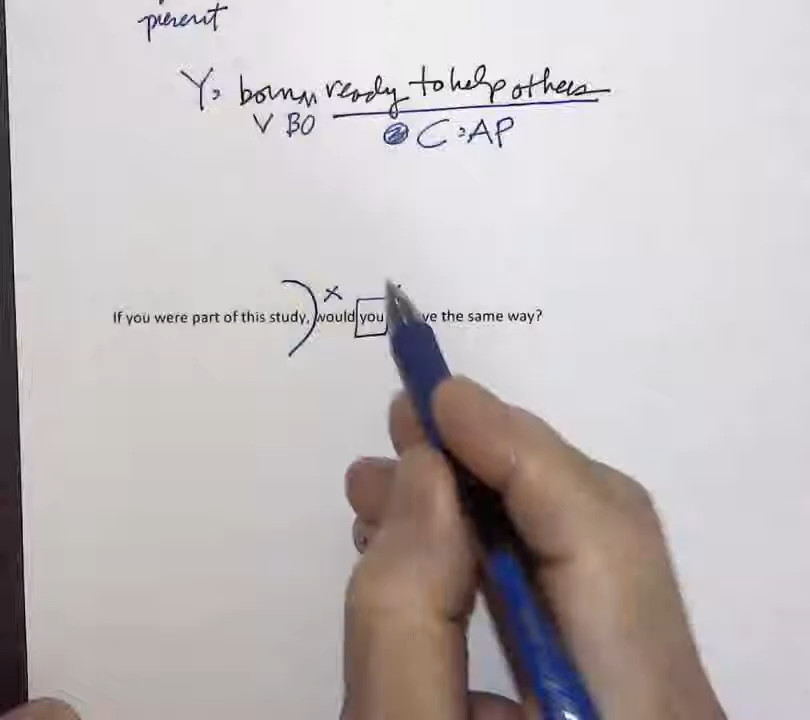 present
Y= born ready to help others
V BO C=AP
x
If you were part of this study, would you ve the same way?